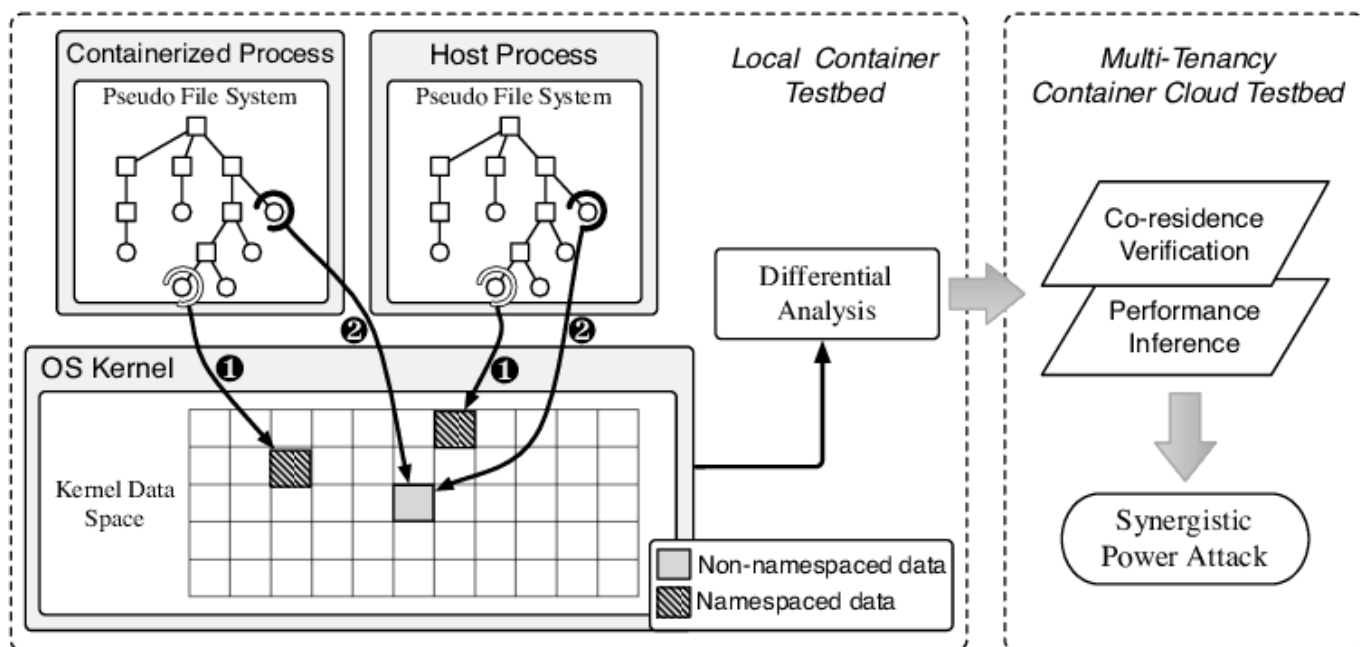 Containerized Process
Pseudo File System
Host Process
Pseudo File System
Local Container
Testbed
Multi-Tenancy
Container Cloud Testbed
❷
❷
❶
❶
OS Kernel
Kernel Data
Space
Non-namespaced data
Namespaced data
Differential
Analysis
Co-residence
Verification
Performance
Inference
Synergistic
Power Attack